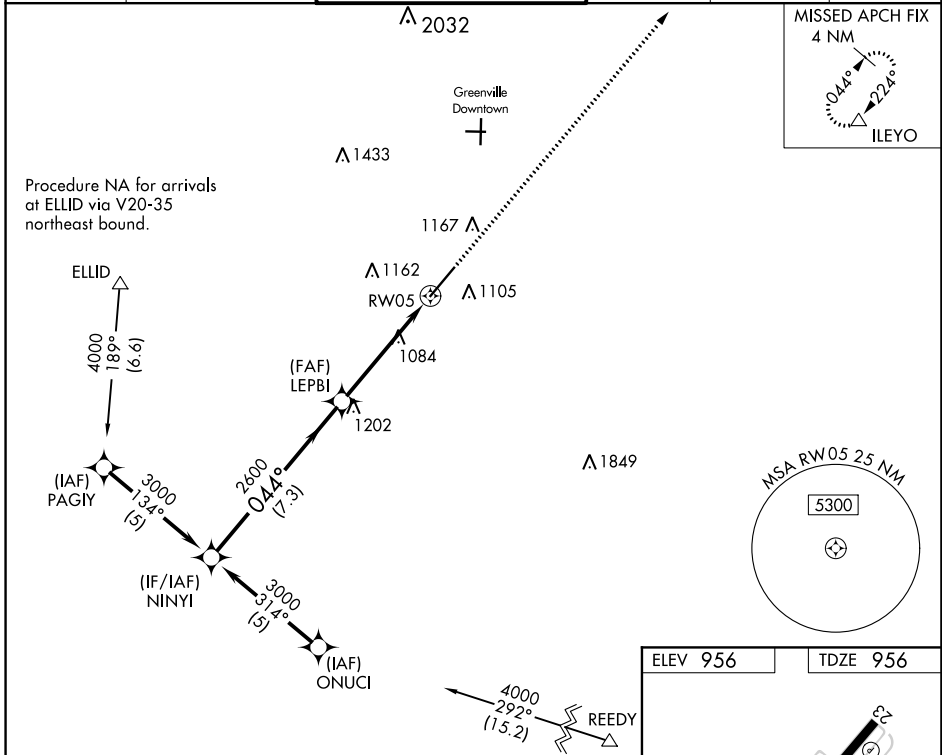 2032
MISSED APCH FIX
4 NM
044°
224°
ILEYO
Greenville
Downtown
1433
Procedure NA for arrivals
at ELLID via V20-35
northeast bound.
1167
ELLID
1162
RW05
1105
4000
189°
(6.6)
1084
(FAF)
LEPBI
1202
1849
2600
044°
(7.3)
MSA RW05 25 NM
5300
(IAF)
PAGIY
3000
134°
(5)
(IF/IAF)
NINYI
3000
314°
(5)
(IAF)
ONUCI
ELEV 956
TDZE 956
4000
292°
(15.2)
REEDY
23